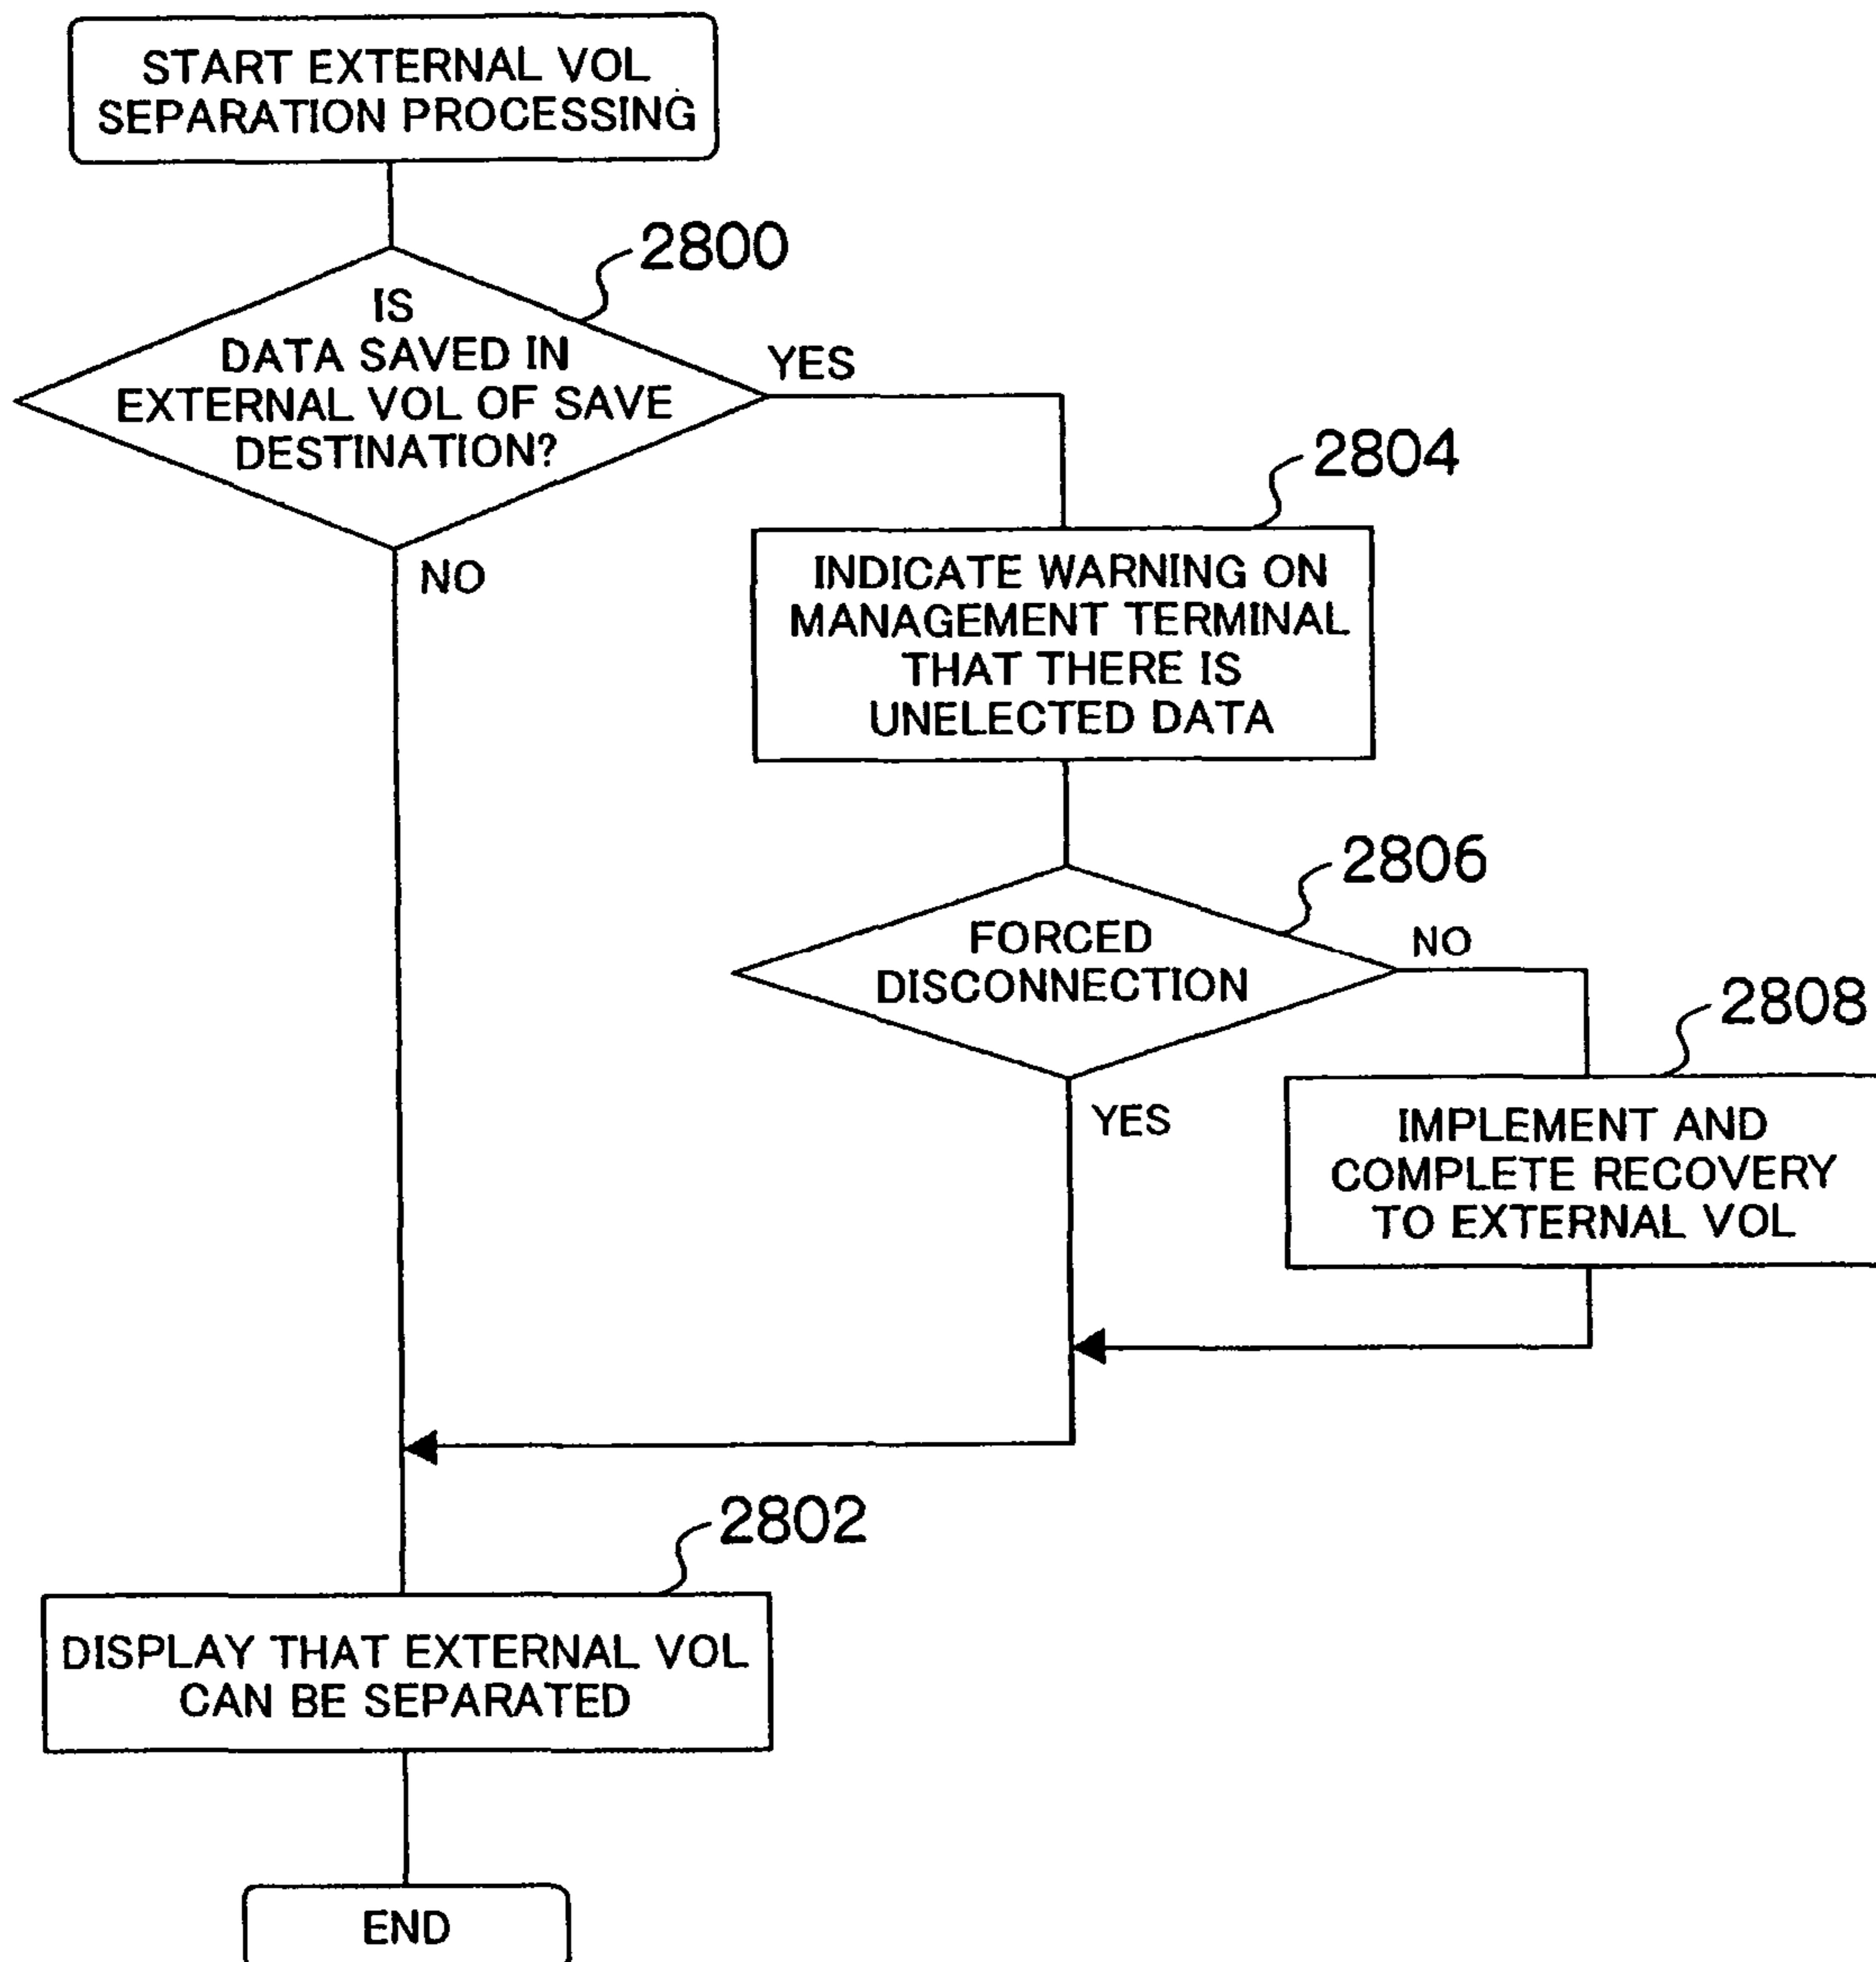 START EXTERNAL VOL
SEPARATION PROCESSING
2800
IS
DATA SAVED IN
EXTERNAL VOL OF SAVE
DESTINATION?
YES
NO
2804
INDICATE WARNING ON
MANAGEMENT TERMINAL
THAT THERE IS
UNELECTED DATA
2806
FORCED
DISCONNECTION
NO
YES
2808
IMPLEMENT AND
COMPLETE RECOVERY
TO EXTERNAL VOL
2802
DISPLAY THAT EXTERNAL VOL
CAN BE SEPARATED
END